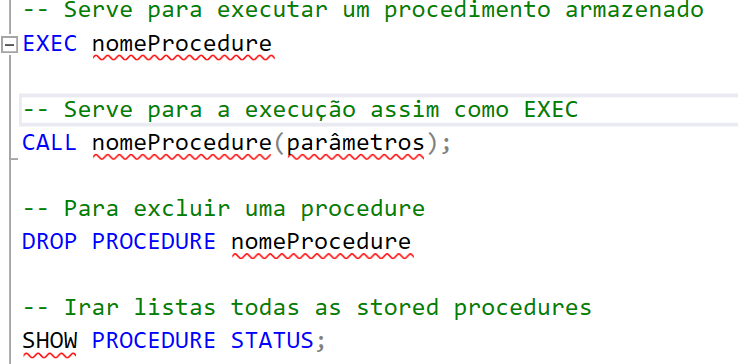 -- Serve para executar um procedimento armazenado
EXEC nomeProcedure
-- Serve para a execução assim como EXEC
CALL nomeProcedure(parâmetros);
-- Para excluir uma procedure
DROP PROCEDURE nomeProcedure
-- Irar listas todas as stored procedures
SHOW PROCEDURE STATUS;